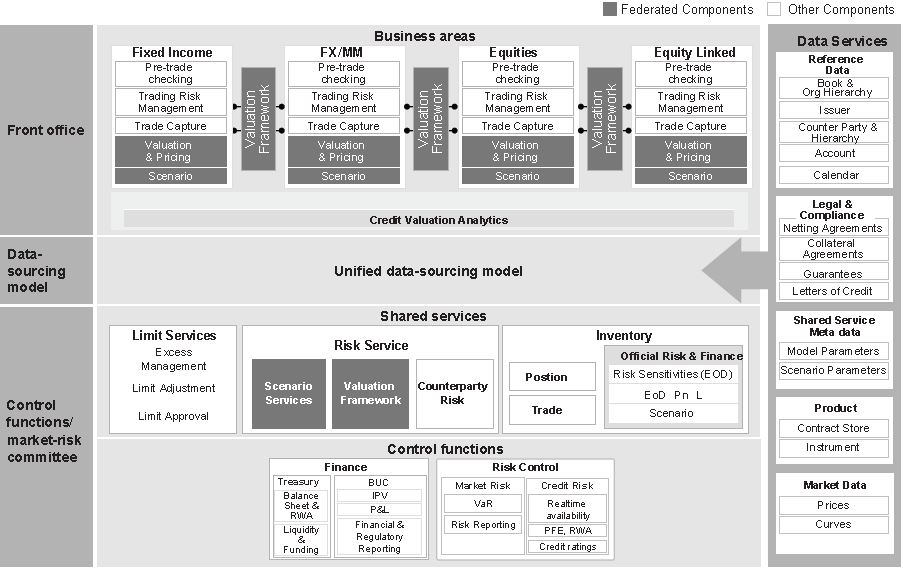 Federated Components
Other Components
Front office
Business areas
Fixed Income
Pre-trade
checking
Trading Risk
Management
Trade Capture
Valuation
& Pricing
Scenario
Valuation
Framework
FX/MM
Pre-trade
checking
Trading Risk
Management
Trade Capture
Valuation
& Pricing
Scenario
Valuation
Framework
Equities
Pre-trade
checking
Trading Risk
Management
Trade Capture
Valuation
& Pricing
Scenario
Valuation
Framework
Equity Linked
Pre-trade
checking
Trading Risk
Management
Trade Capture
Valuation
& Pricing
Scenario
Credit Valuation Analytics
Data-
sourcing
model
Unified data-sourcing model
Control
functions/
market-risk
committee
Shared services
Limit Services
Excess
Management
Limit Adjustment
Limit Approval
Risk Service
Scenario
Services
Valuation
Framework
Counterparty
Risk
Inventory
Postion
Trade
Official Risk & Finance
Risk Sensitivities (EOD)
EoD Pn L
Scenario
Control functions
Finance
Treasury
Balance
Sheet &
RWA
Liquidity
&
Funding
BUC
IPV
P&L
Financial &
Regulatory
Reporting
Risk Control
Market Risk
VaR
Risk Reporting
Credit Risk
Realtime
availability
PFE, RWA
Credit ratings
Data Services
Reference
Data
Book &
Org Hierarchy
Issuer
Counter Party &
Hierarchy
Account
Calendar
Legal &
Compliance
Netting Agreements
Collateral
Agreements
Guarantees
Letters of Credit
Shared Service
Meta data
Model Parameters
Scenario Parameters
Product
Contract Store
Instrument
Market Data
Prices
Curves